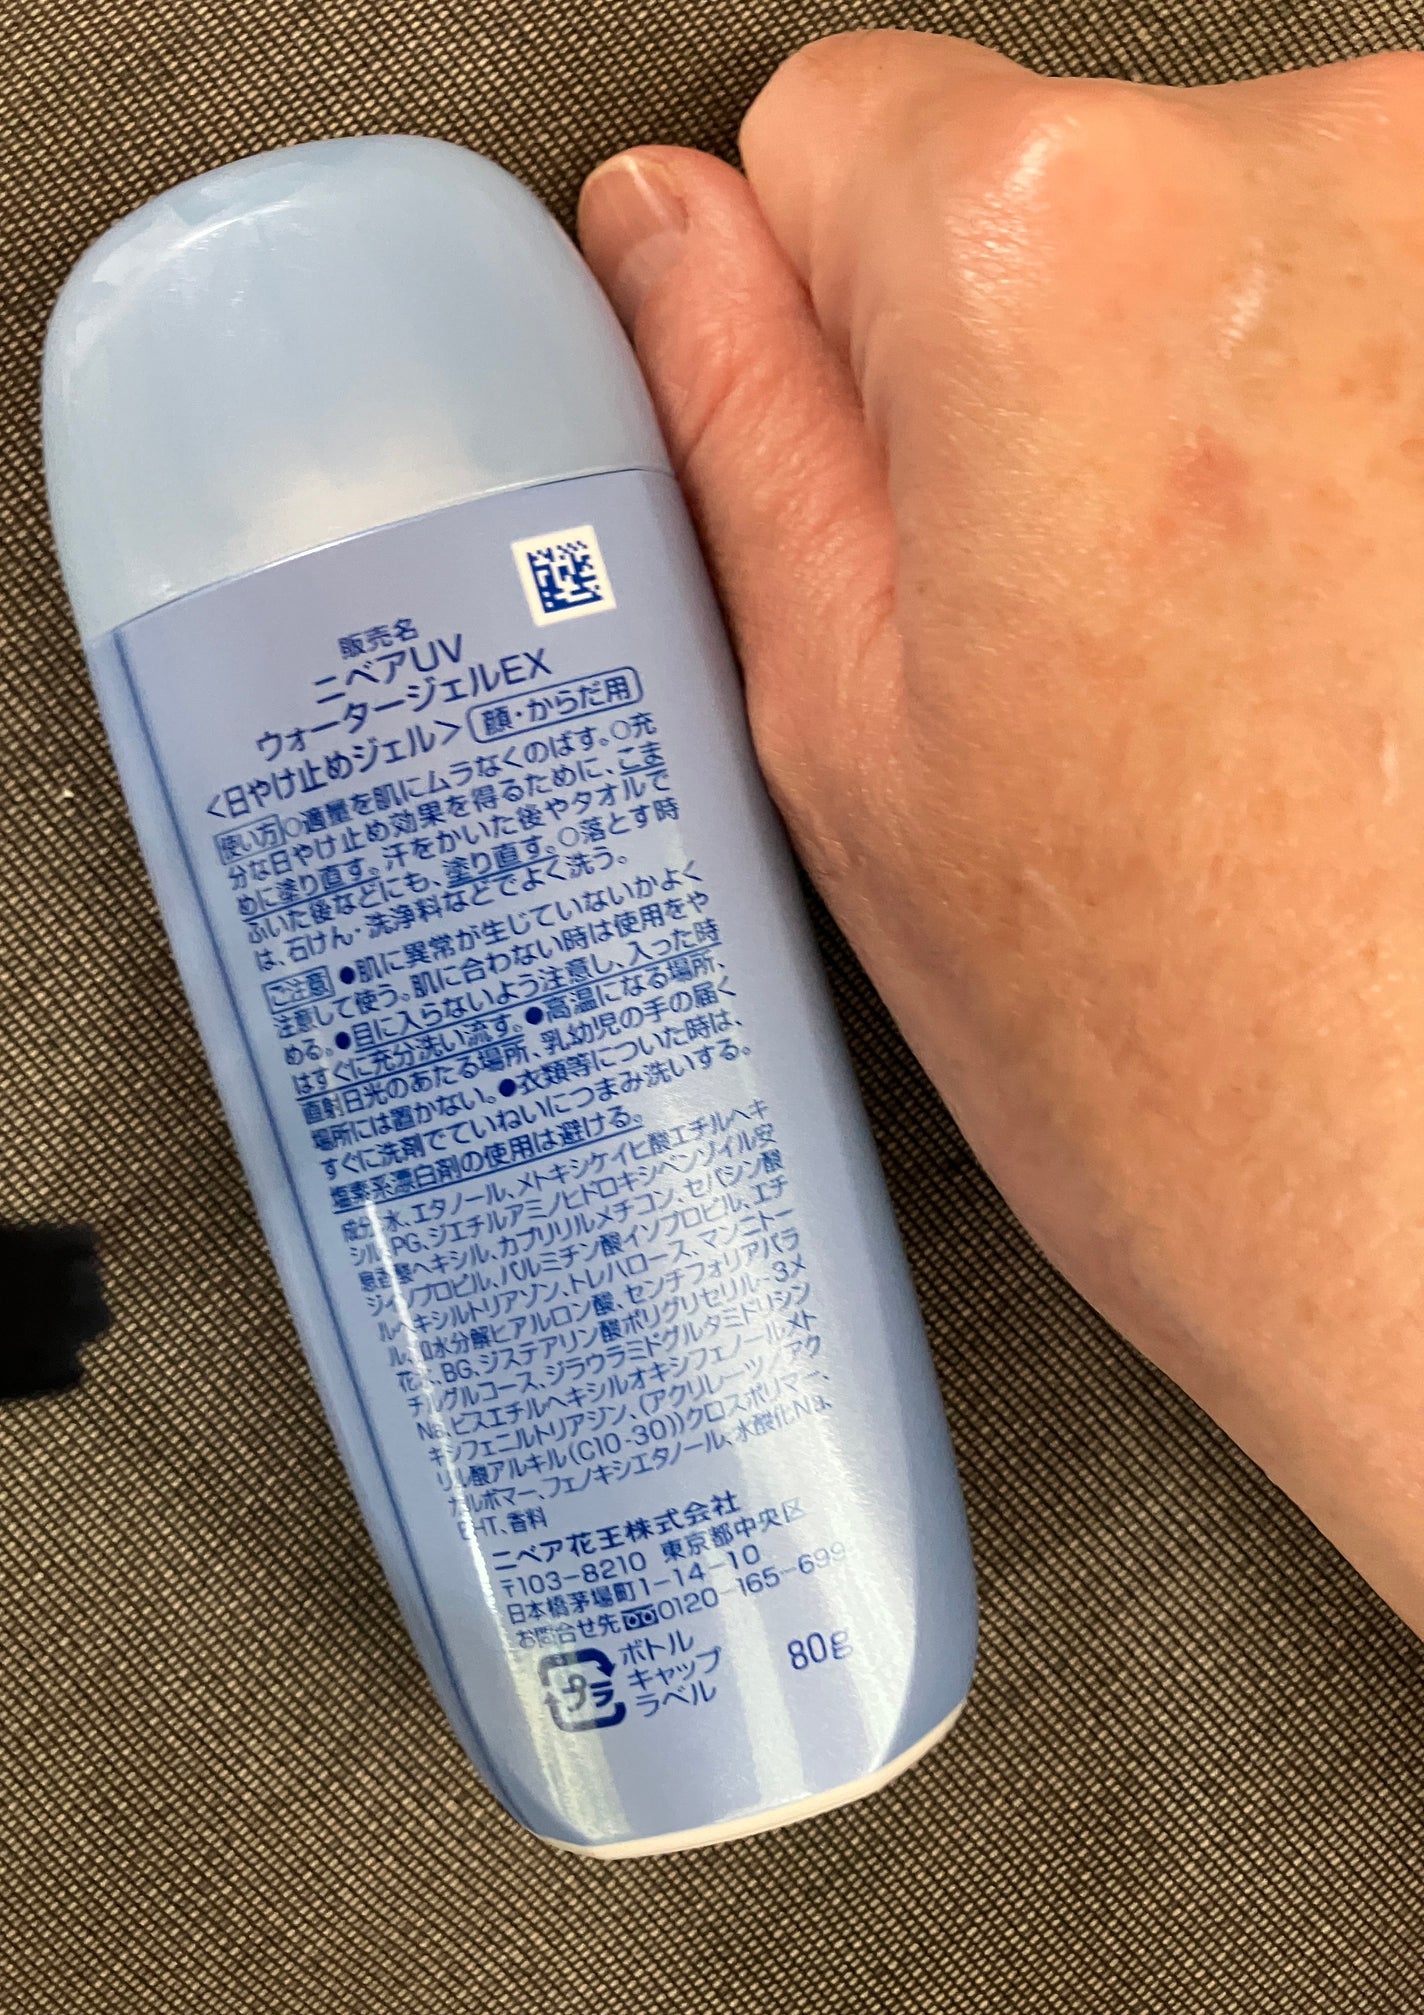 販売名
ニベアUV
ウォータージェルEX
<日やけ止めジェル> 顔・からだ用
使い方 ○適量を肌にムラなくのばす。○充
分な日やけ止め効果を得るために、こま
めに塗り直す。汗をかいた後やタオルで
ふいた後などにも、塗り直す。○落とす時
は、石けん・洗浄料などでよく洗う。
ご注意 ●肌に異常が生じていないかよく
注意して使う。肌に合わない時は使用をや
める。●目に入らないよう注意し、入った時
はすぐに充分洗い流す。●高温になる場所、
直射日光のあたる場所、乳幼児の手の届く
場所には置かない。●衣類等についた時は、
すぐに洗剤でていねいにつまみ洗いする。
塩素系漂白剤の使用は避ける。
成分:水、エタノール、メトキシケイヒ酸エチルヘキ
シル、PG、ジエチルアミノヒドロキシベンゾイル安
息香酸ヘキシル、カプリリルメチコン、セバシン酸
ジイソプロピル、パルミチン酸イソプロピル、エチ
ルヘキシルトリアゾン、トレハロース、マンニトー
ル、加水分解ヒアルロン酸、センチフォリアバラ
花水、BG、ジステアリン酸ポリグリセリル-3メ
チルグルコース、ジラウラミドグルタミドリシン
Na、ビスエチルヘキシルオキシフェノールメト
キシフェニルトリアジン、(アクリレーツ/アク
リル酸アルキル(C10-30))クロスポリマー、
カルボマー、フェノキシエタノール、水酸化Na、
BHT、香料
ニベア花王株式会社
〒103-8210 東京都中央区
日本橋茅場町1-14-10
お問合せ先 0120-165-699
プラ ボトル
キャップ
ラベル
80g